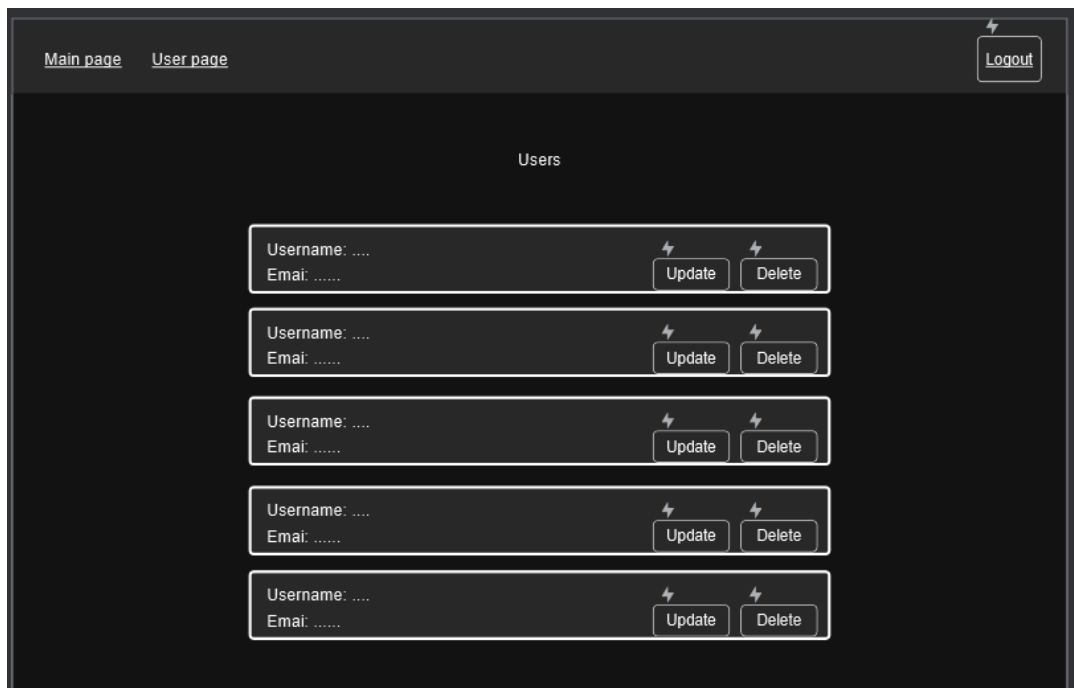 Main page User page Logout
Users
Username: ....
Emai: ......
Update Delete
Username: ....
Emai: ......
Update Delete
Username: ....
Emai: ......
Update Delete
Username: ....
Emai: ......
Update Delete
Username: ....
Emai: ......
Update Delete